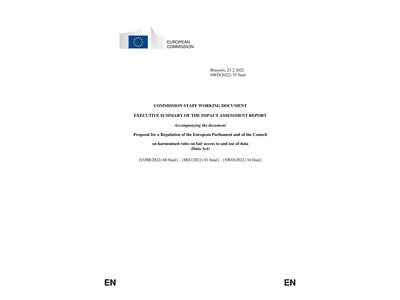 EUROPEAN
COMMISSION
Brussels, 23.2.2022
SWD(2022) 35 final
COMMISSION STAFF WORKING DOCUMENT
EXECUTIVE SUMMARY OF THE IMPACT ASSESSMENT REPORT
Accompanying the document
Proposal for a Regulation of the European Parliament and of the Council
on harmonised rules on fair access to and use of data
(Data Act)
{COM(2022) 68 final} - {SEC(2022) 81 final} - {SWD(2022) 34 final}
EN EN